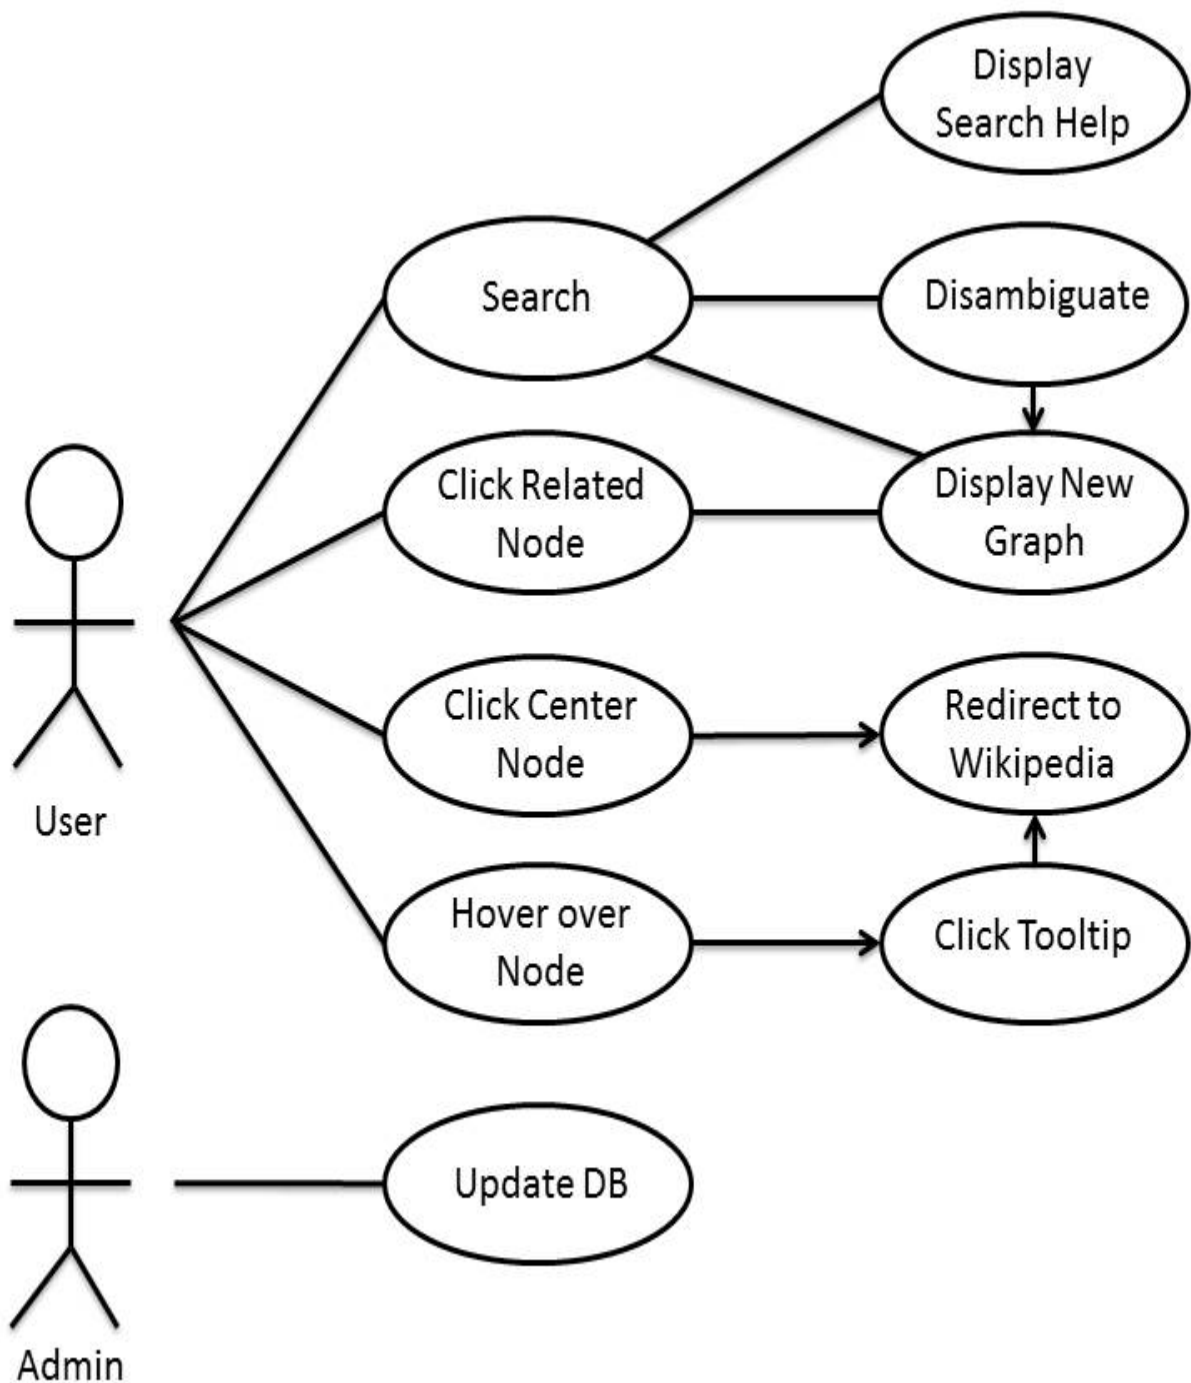 Display
Search Help
Search
Disambiguate
Click Related
Node
Display New
Graph
Click Center
Node
Redirect to
Wikipedia
User
Hover over
Node
Click Tooltip
Update DB
Admin